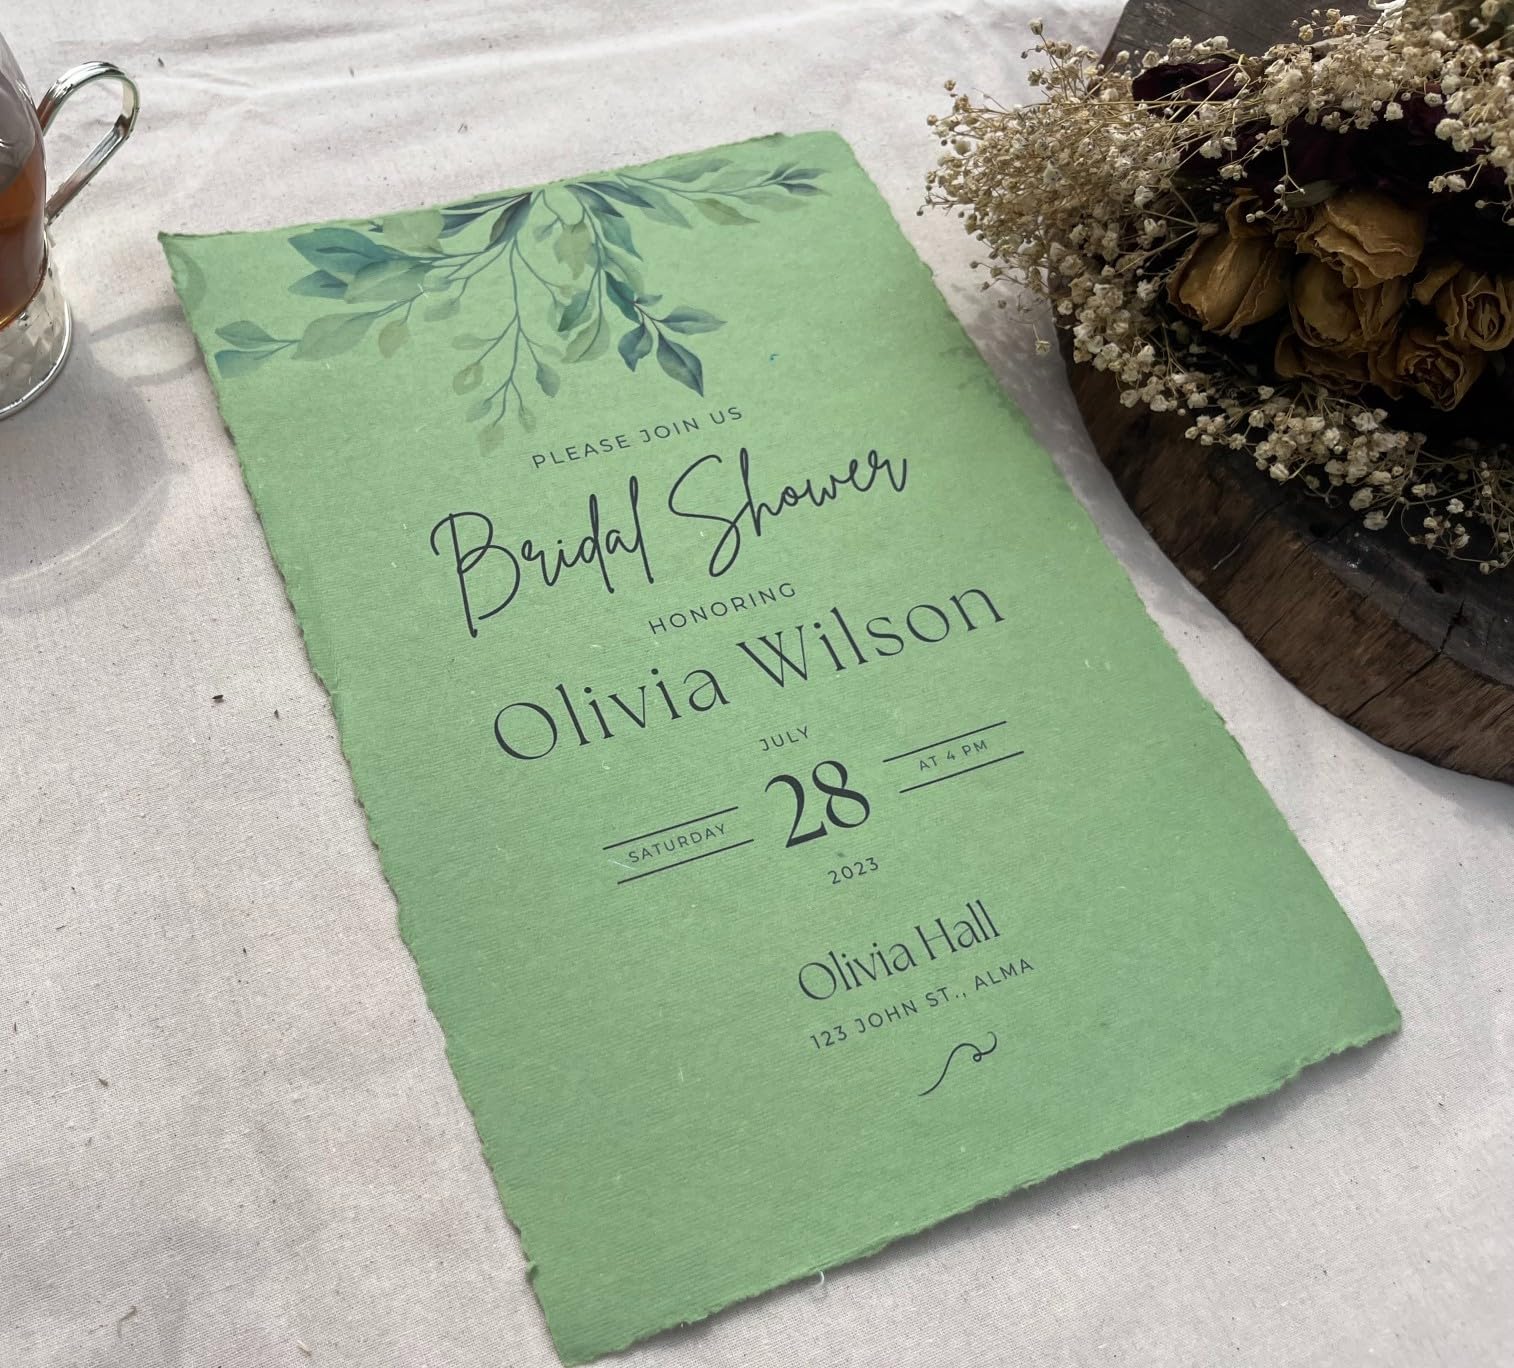 PLEASE JOIN US
Bridal Shower
HONORING
Olivia Wilson
JULY
SATURDAY 28 AT 4 PM
2023
Olivia Hall
123 JOHN ST., ALMA